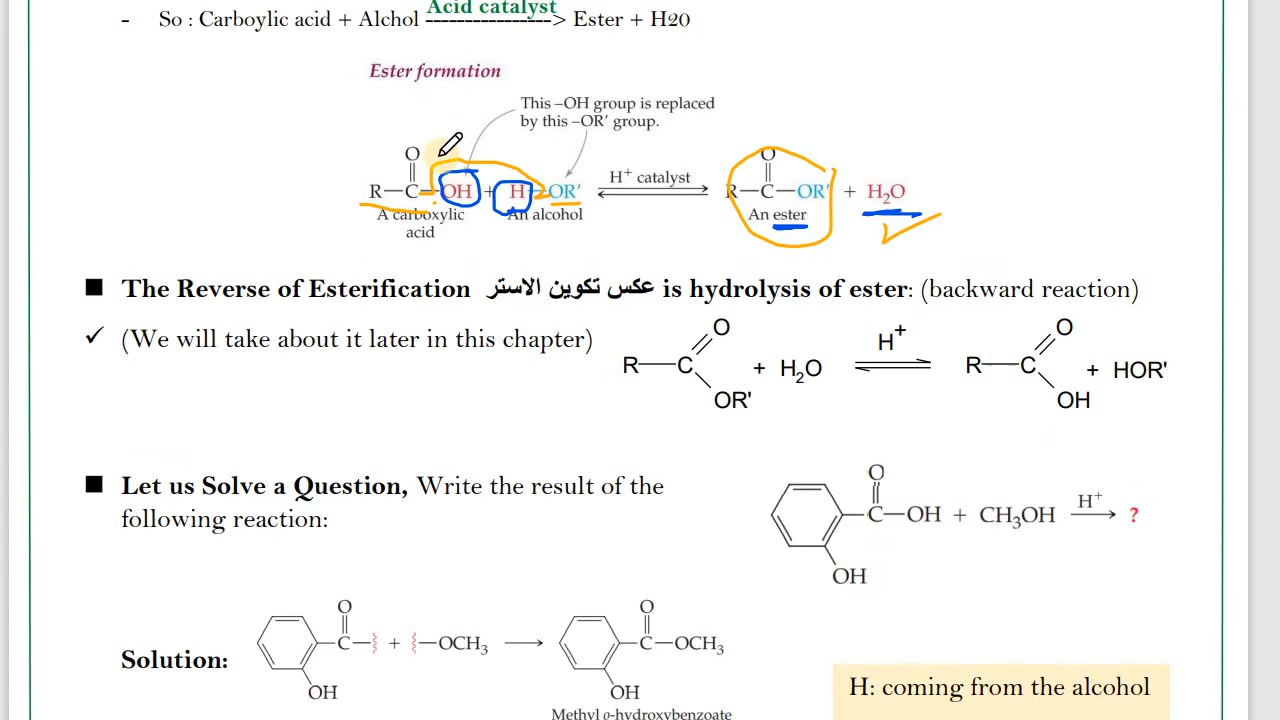 Acid catalyst
- So : Carboylic acid + Alchol ----------------> Ester + H20
Ester formation
This –OH group is replaced
by this –OR′ group.
O
O
R—C—OH + H—OR′ H+ catalyst R—C—OR′ + H2O
A carboxylic
acid
An alcohol
An ester
■ The Reverse of Esterification عكس تكوين الاستر is hydrolysis of ester: (backward reaction)
✓ (We will take about it later in this chapter)
O
O
R—C + H2O H+ R—C + HOR'
OR'
OH
■ Let us Solve a Question, Write the result of the
following reaction:
O
C—OH + CH3OH H+ ?
OH
Solution:
O
O
C— + —OCH3 C—OCH3
OH
OH
Methyl o-hydroxybenzoate
H: coming from the alcohol